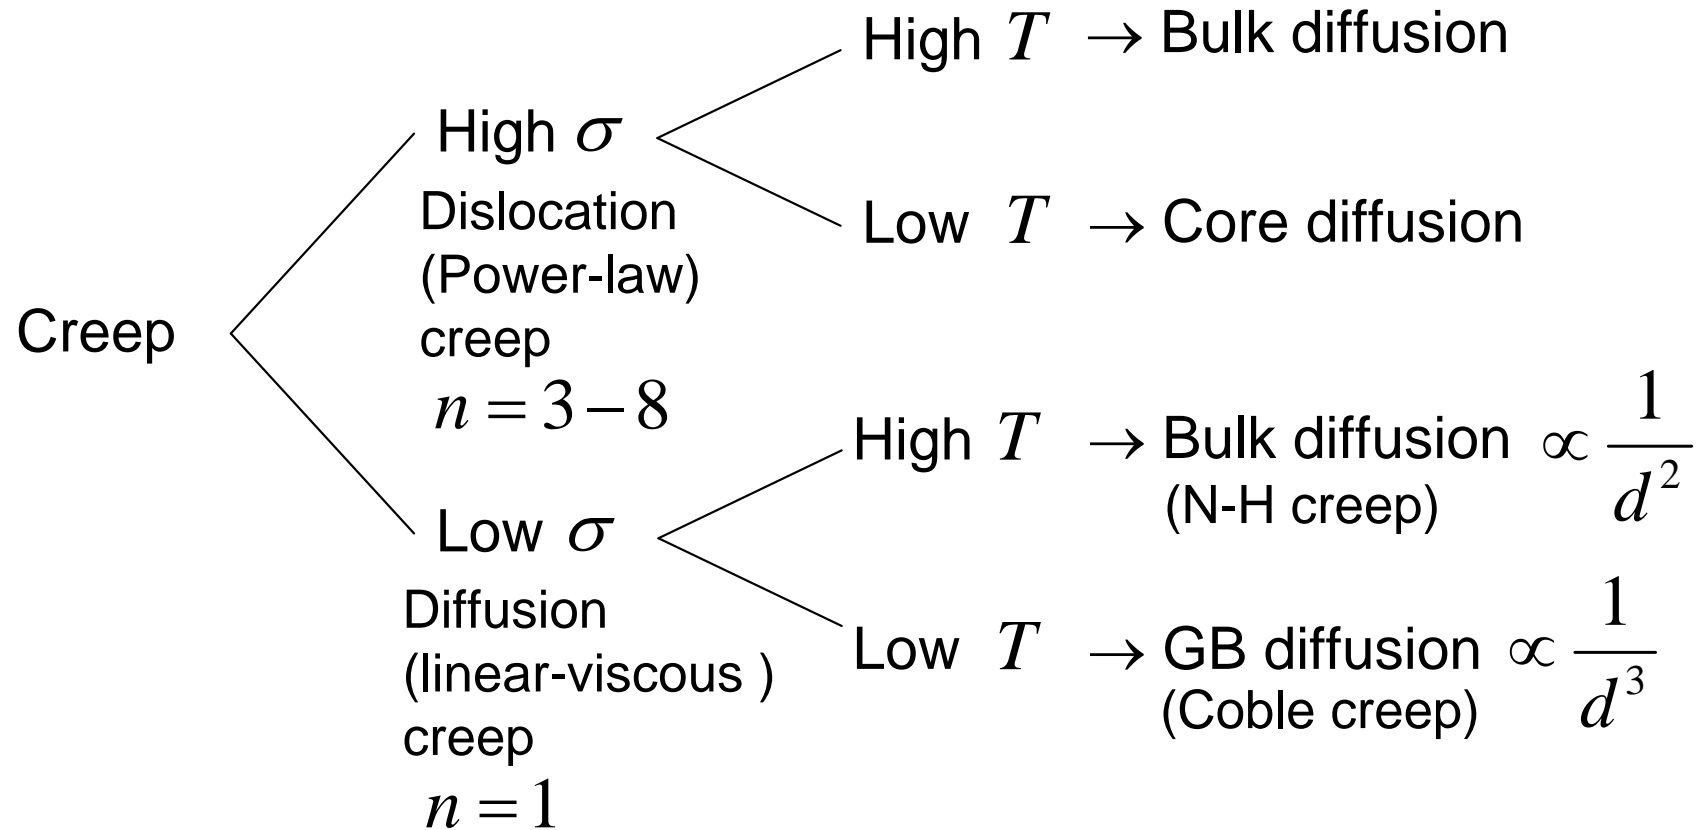 High T → Bulk diffusion
High σ
Dislocation
(Power-law)
creep
n = 3 – 8
Low T → Core diffusion
Creep
High T → Bulk diffusion ∝ 1/d²
(N-H creep)
Low σ
Diffusion
(linear-viscous )
creep
n = 1
Low T → GB diffusion ∝ 1/d³
(Coble creep)